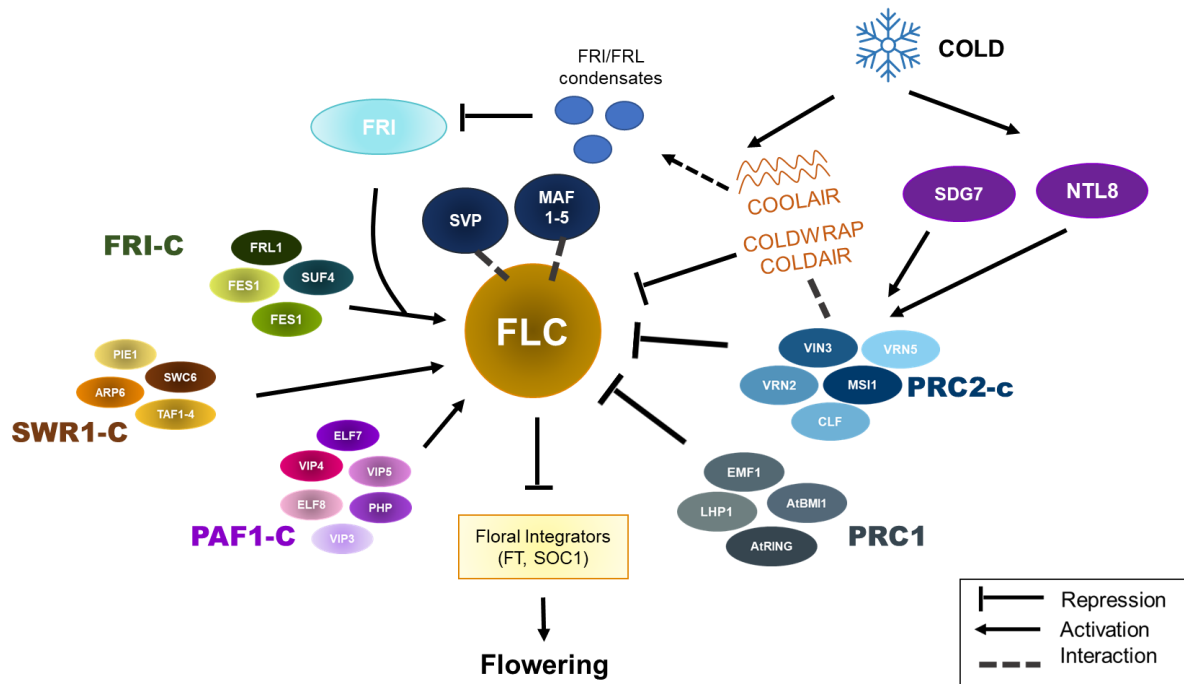 COLD
FRI/FRL
condensates
FRI
COOLAIR
SDG7
NTL8
SVP
MAF
1-5
COLDWRAP
COLDAIR
FRI-C
FRL1
SUF4
FES1
FES1
FLC
PIE1
SWC6
ARP6
TAF1-4
SWR1-C
VIN3
VRN5
VRN2
MSI1
CLF
PRC2-c
ELF7
VIP4
VIP5
ELF8
PHP
VIP3
PAF1-C
EMF1
AtBMI1
LHP1
AtRING
PRC1
Floral Integrators
(FT, SOC1)
Flowering
Repression
Activation
Interaction